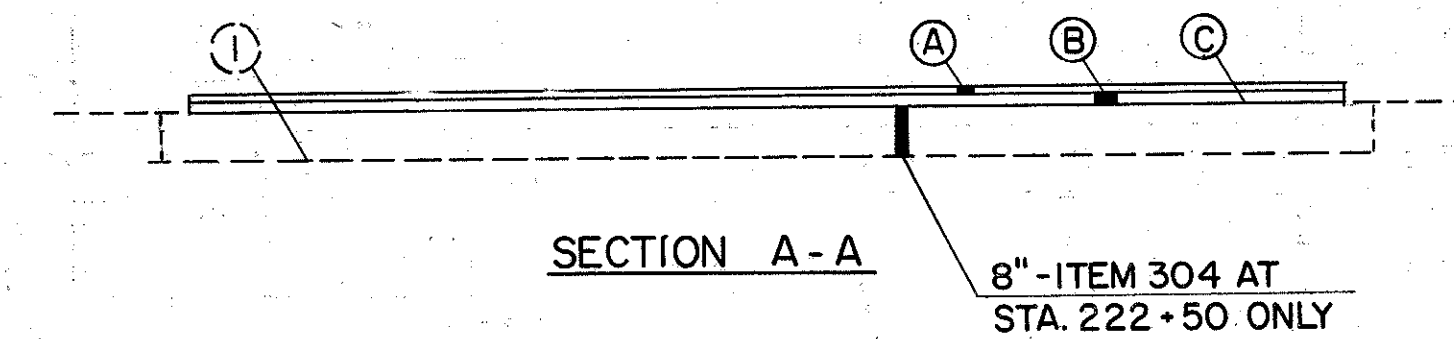 1
A
B
C
SECTION A-A
8"-ITEM 304 AT
STA. 222+50 ONLY